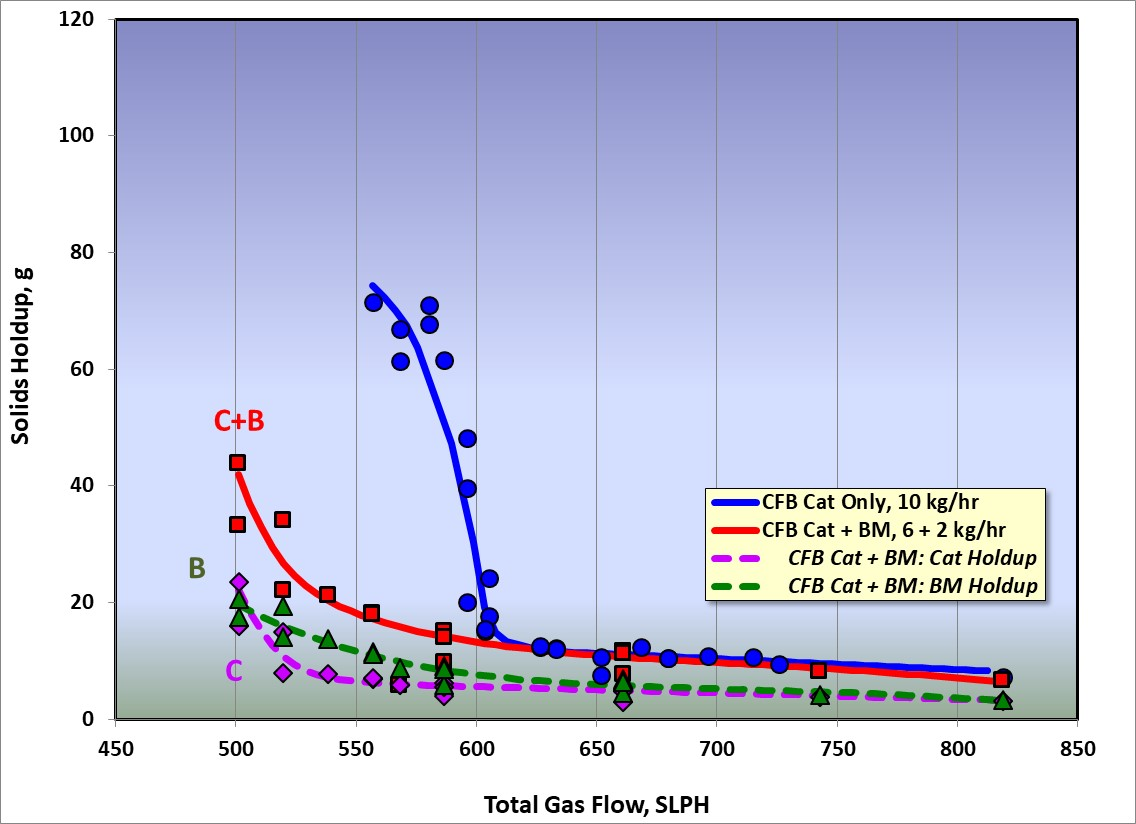 120
100
80
60
40
20
0
Solids Holdup, g
C+B
B
C
CFB Cat Only, 10 kg/hr
CFB Cat + BM, 6 + 2 kg/hr
CFB Cat + BM: Cat Holdup
CFB Cat + BM: BM Holdup
450 500 550 600 650 700 750 800 850
Total Gas Flow, SLPH